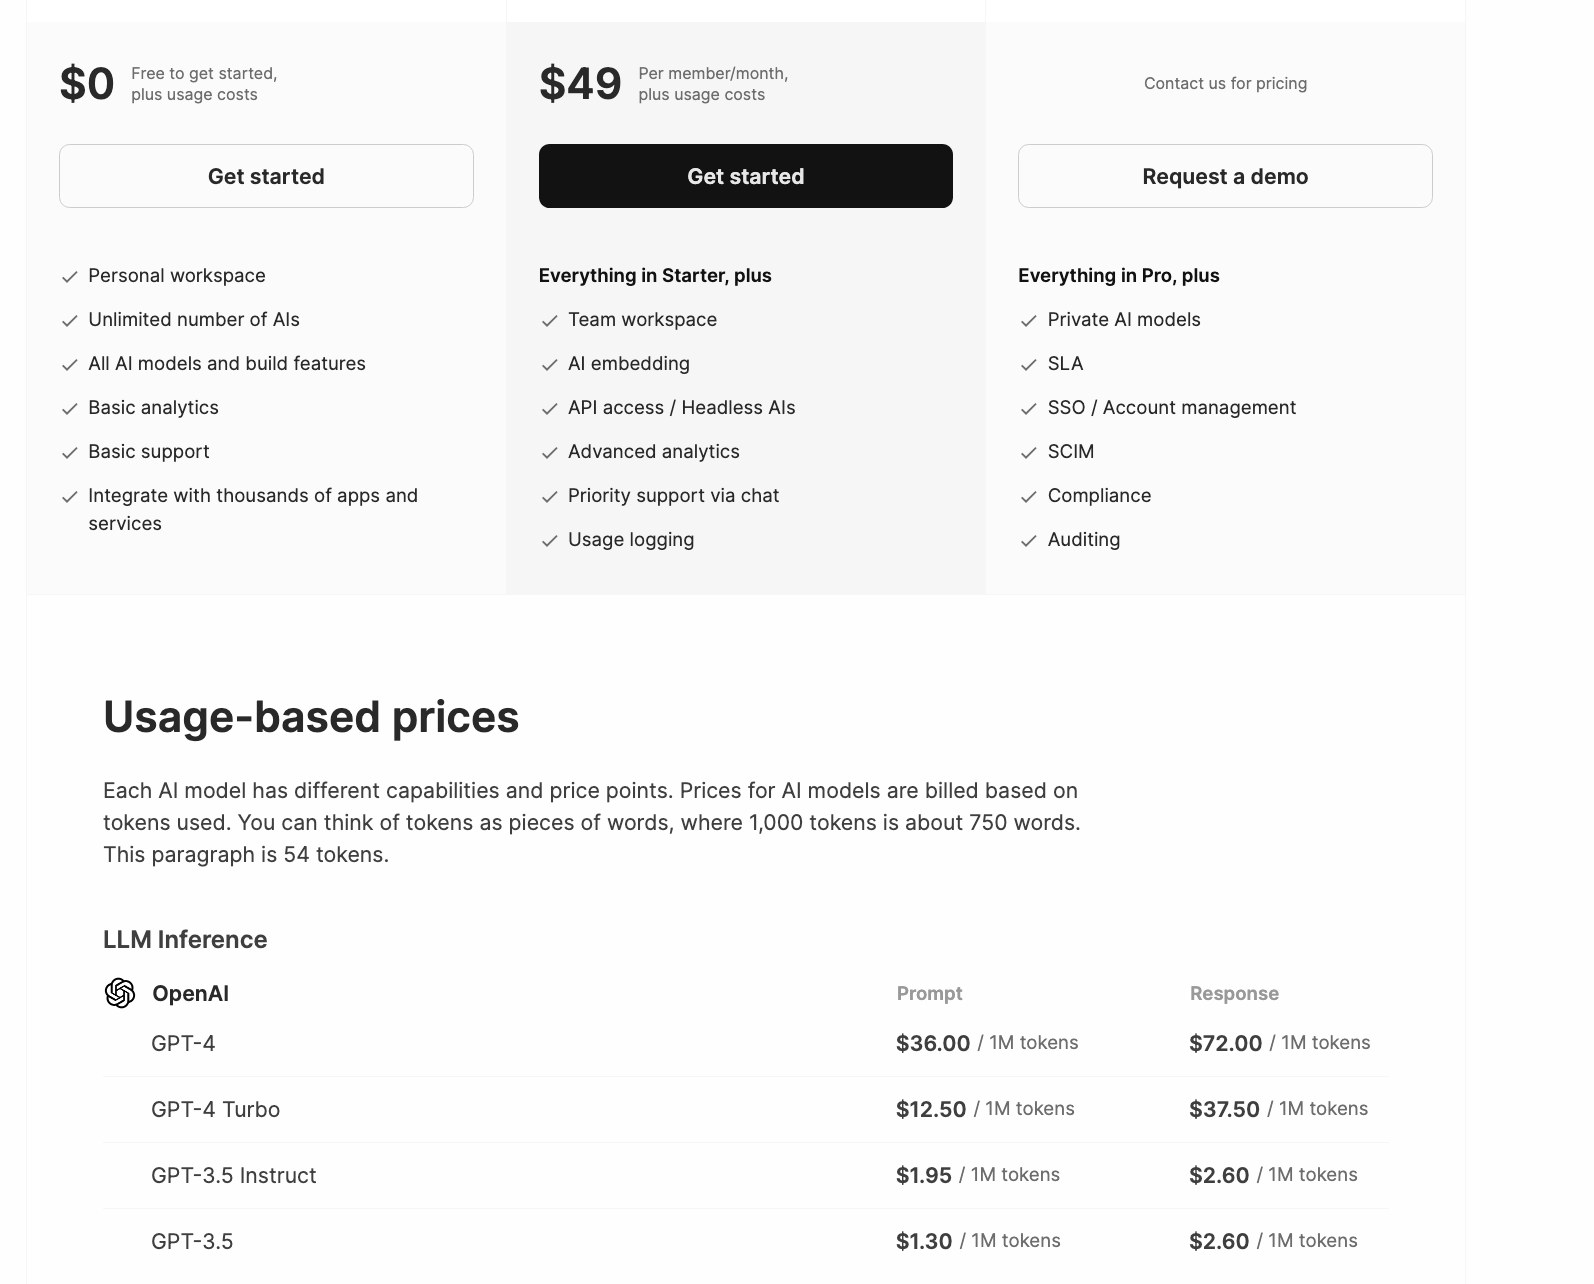 $0
Free to get started,
plus usage costs
Get started
Personal workspace
Unlimited number of AIs
All AI models and build features
Basic analytics
Basic support
Integrate with thousands of apps and
services
$49
Per member/month,
plus usage costs
Get started
Everything in Starter, plus
Team workspace
AI embedding
API access / Headless AIs
Advanced analytics
Priority support via chat
Usage logging
Contact us for pricing
Request a demo
Everything in Pro, plus
Private AI models
SLA
SSO / Account management
SCIM
Compliance
Auditing
Usage-based prices
Each AI model has different capabilities and price points. Prices for AI models are billed based on
tokens used. You can think of tokens as pieces of words, where 1,000 tokens is about 750 words.
This paragraph is 54 tokens.
LLM Inference
OpenAI Prompt Response
GPT-4 $36.00 / 1M tokens $72.00 / 1M tokens
GPT-4 Turbo $12.50 / 1M tokens $37.50 / 1M tokens
GPT-3.5 Instruct $1.95 / 1M tokens $2.60 / 1M tokens
GPT-3.5 $1.30 / 1M tokens $2.60 / 1M tokens